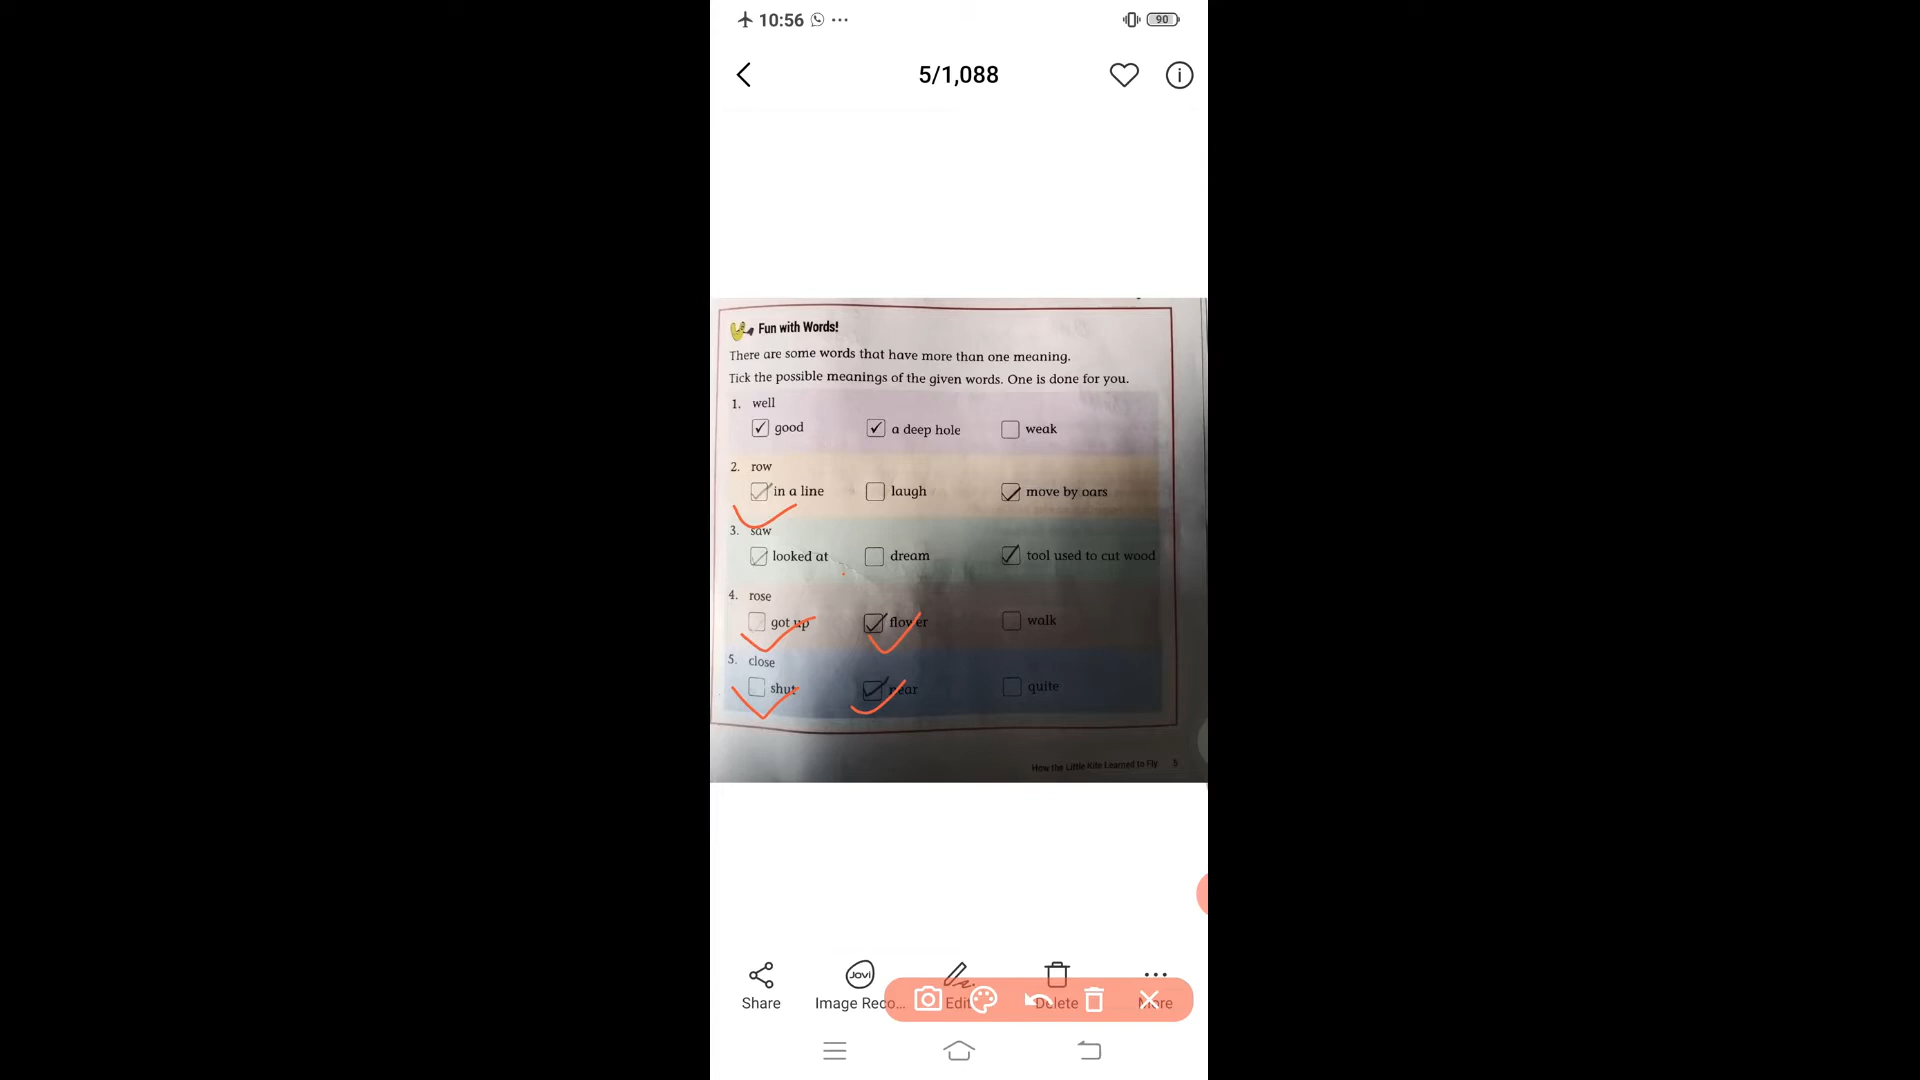 10:56
90
5/1,088
Fun with Words!
There are some words that have more than one meaning.
Tick the possible meanings of the given words. One is done for you.
1. well
good a deep hole weak
2. row
in a line laugh move by oars
3. saw
looked at dream tool used to cut wood
4. rose
got up flower walk
5. close
shut near quite
How the Little Kite Learned to Fly 5
Jovi
Share Image Reco... Edit Delete More